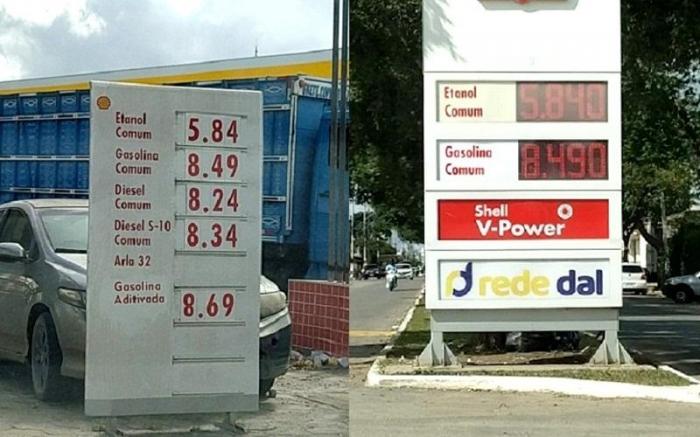 Etanol
Comum 5.84
Gasolina
Comum 8.49
Diesel
Comum 8.24
Diesel S-10
Comum 8.34
Arla 32
Gasolina
Aditivada 8.69
Etanol
Comum 5.840
Gasolina
Comum 8.490
Shell
V-Power
rede dal